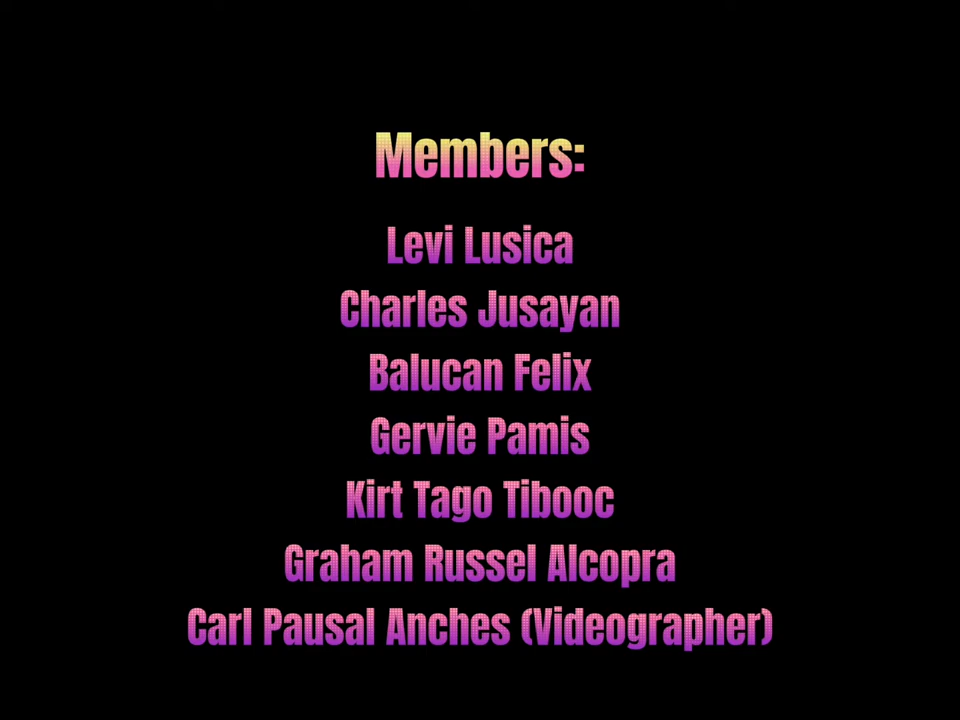 Members:
Levi Lusica
Charles Jusayan
Balucan Felix
Gervie Pamis
Kirt Tago Tibooc
Graham Russel Alcopra
Carl Pausal Anches (Videographer)